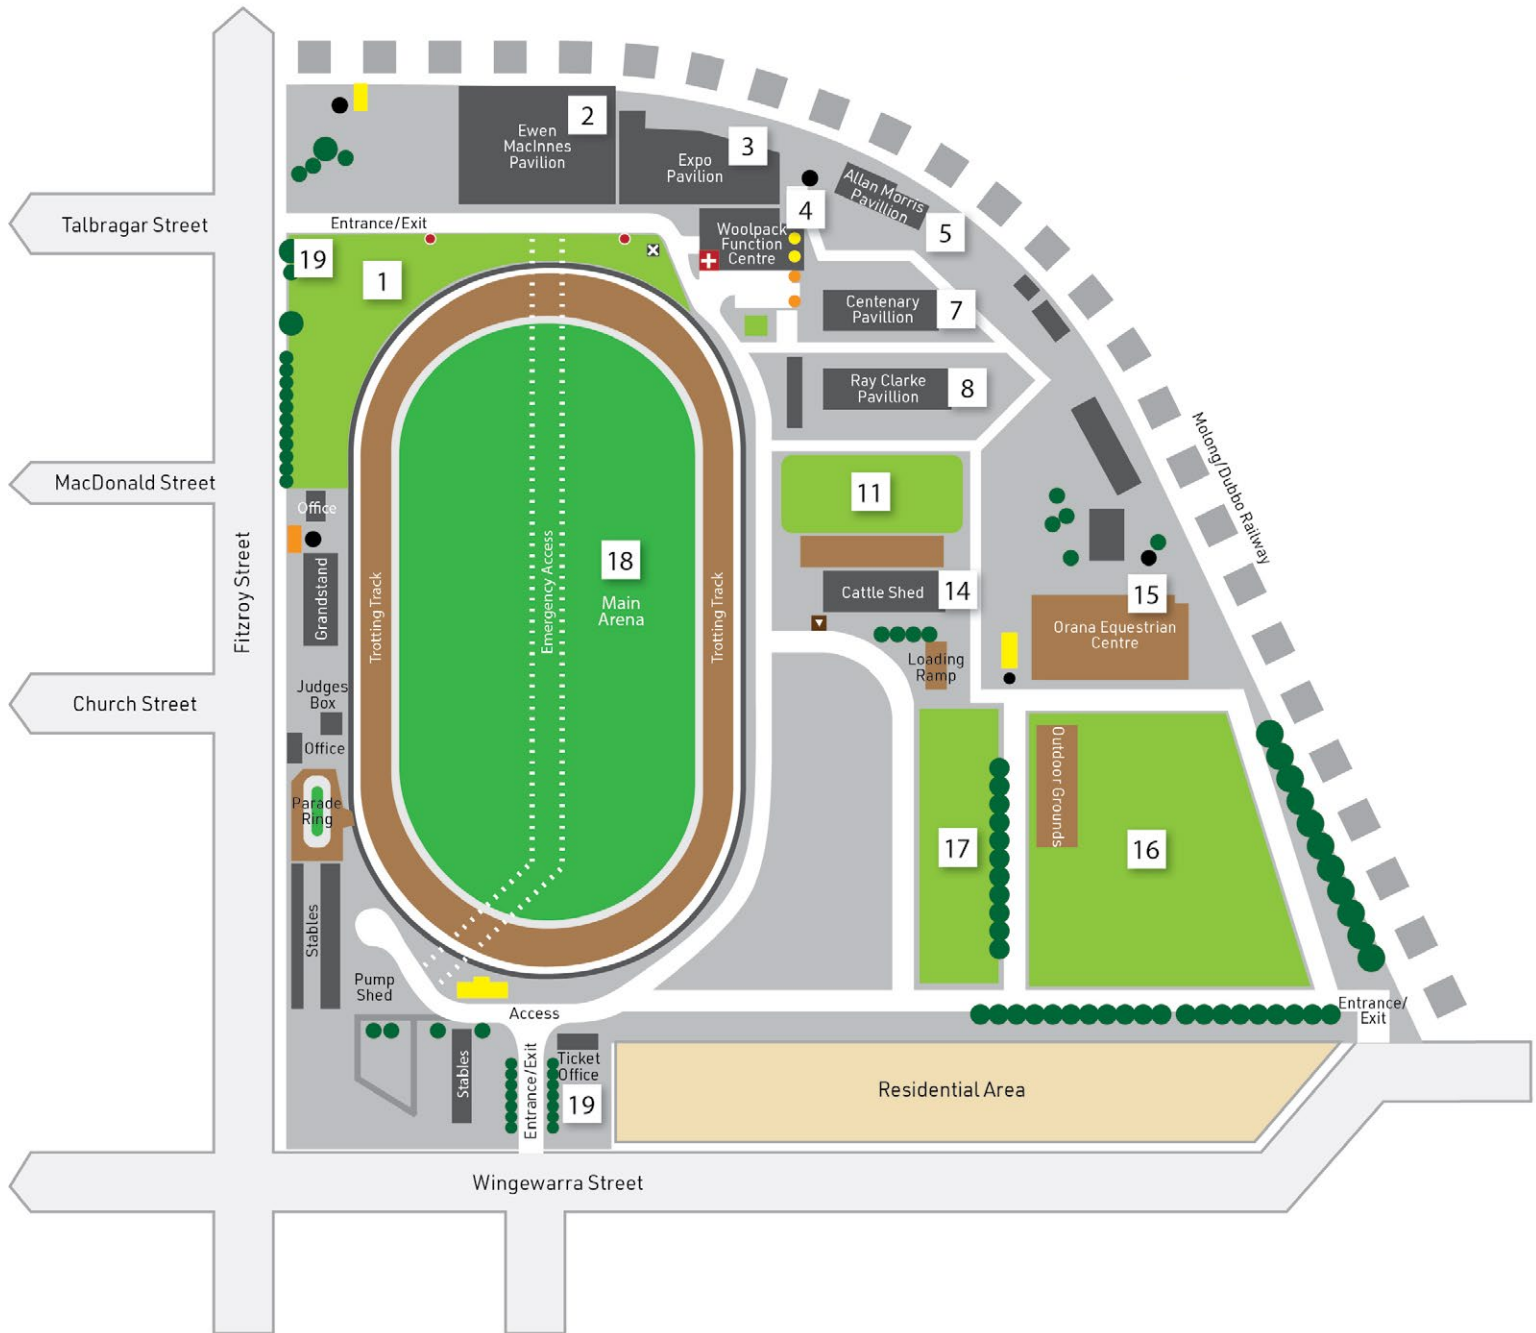 2
Ewen
MacInnes
Pavilion
3
Expo
Pavilion
Allan Morris
Pavilion
4
5
Talbragar Street
Entrance/Exit
Woolpack
Function
Centre
19
1
Centenary
Pavillion
7
Ray Clarke
Pavillion
8
Molong/Dubbo Railway
MacDonald Street
11
Office
Fitzroy Street
Grandstand
Trotting Track
Emergency Access
18
Main
Arena
Trotting Track
Cattle Shed
14
15
Orana Equestrian
Centre
Loading
Ramp
Church Street
Judges
Box
Office
Parade
Ring
Outdoor Grounds
17
16
Stables
Pump
Shed
Access
Entrance/
Exit
Stables
Entrance/Exit
Ticket
Office
19
Residential Area
Wingewarra Street